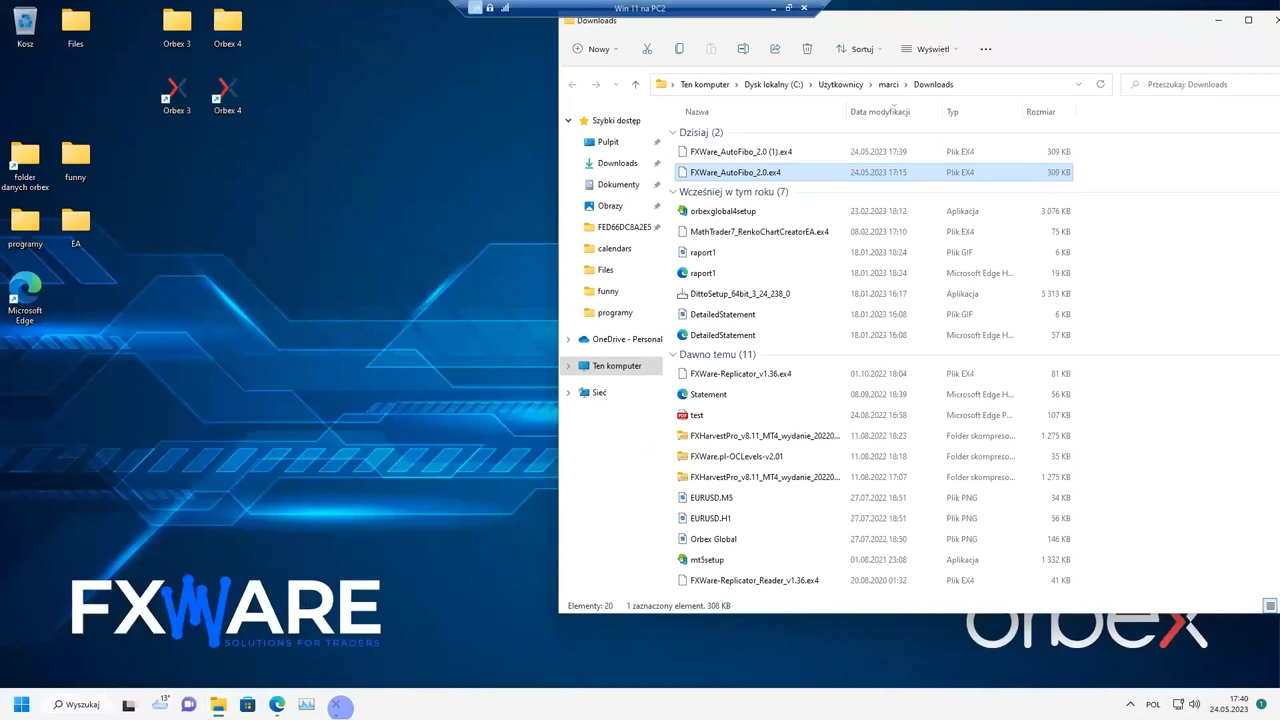 Win 11 na PC2
Kosz
Files
Orbex 3
Orbex 4
Orbex 3
Orbex 4
folder
danych orbex
funny
programy
EA
Microsoft
Edge
FXWARE
SOLUTIONS FOR TRADERS
orbex
Downloads
Nowy
Sortuj
Wyświetl
Ten komputer > Dysk lokalny (C:) > Użytkownicy > marci > Downloads
Przeszukaj: Downloads
Szybki dostęp
Pulpit
Downloads
Dokumenty
Obrazy
FED66DC8A2E5
calendars
Files
funny
programy
OneDrive - Personal
Ten komputer
Sieć
Nazwa Data modyfikacji Typ Rozmiar
Dzisiaj (2)
FXWare_AutoFibo_2.0 (1).ex4 24.05.2023 17:39 Plik EX4 309 KB
FXWare_AutoFibo_2.0.ex4 24.05.2023 17:15 Plik EX4 309 KB
Wcześniej w tym roku (7)
orbexglobal4setup 23.02.2023 18:12 Aplikacja 3 076 KB
MathTrader7_RenkoChartCreatorEA.ex4 08.02.2023 17:10 Plik EX4 75 KB
raport1 18.01.2023 18:24 Plik GIF 6 KB
raport1 18.01.2023 18:24 Microsoft Edge H... 19 KB
DittoSetup_64bit_3_24_238_0 18.01.2023 16:17 Aplikacja 5 313 KB
DetailedStatement 18.01.2023 16:08 Plik GIF 6 KB
DetailedStatement 18.01.2023 16:08 Microsoft Edge H... 57 KB
Dawno temu (11)
FXWare-Replicator_v1.36.ex4 01.10.2022 18:04 Plik EX4 81 KB
Statement 08.09.2022 18:39 Microsoft Edge H... 56 KB
test 24.08.2022 16:58 Microsoft Edge P... 107 KB
FXHarvestPro_v8.11_MT4_wydanie_20220... 11.08.2022 18:23 Folder skompreso... 1 275 KB
FXWare.pl-OCLevels-v2.01 11.08.2022 18:18 Folder skompreso... 35 KB
FXHarvestPro_v8.11_MT4_wydanie_20220... 11.08.2022 17:07 Folder skompreso... 1 275 KB
EURUSD.M5 27.07.2022 18:51 Plik PNG 34 KB
EURUSD.H1 27.07.2022 18:51 Plik PNG 56 KB
Orbex Global 27.07.2022 18:50 Plik PNG 146 KB
mt5setup 01.08.2021 23:08 Aplikacja 1 332 KB
FXWare-Replicator_Reader_v1.36.ex4 20.08.2020 01:32 Plik EX4 41 KB
Elementy: 20 1 zaznaczony element. 308 KB
Wyszukaj
13°
POL
17:40
24.05.2023
1